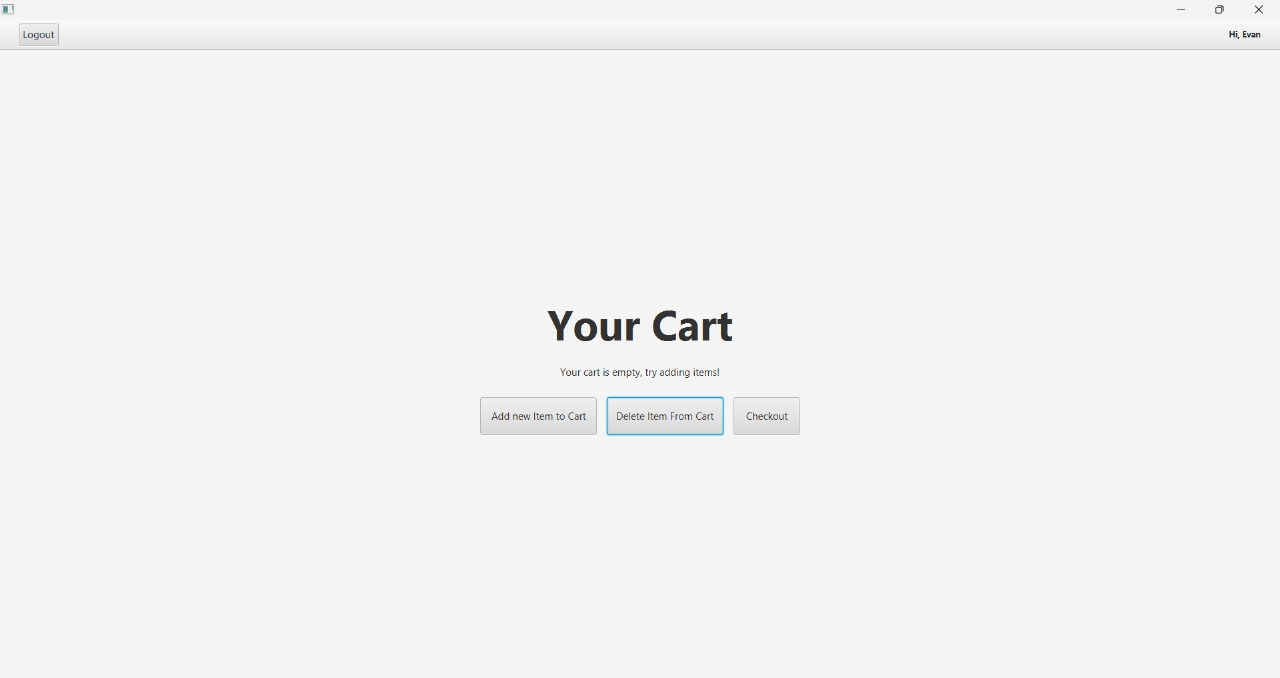 Logout
Hi, Evan
Your Cart
Your cart is empty, try adding items!
Add new Item to Cart
Delete Item From Cart
Checkout